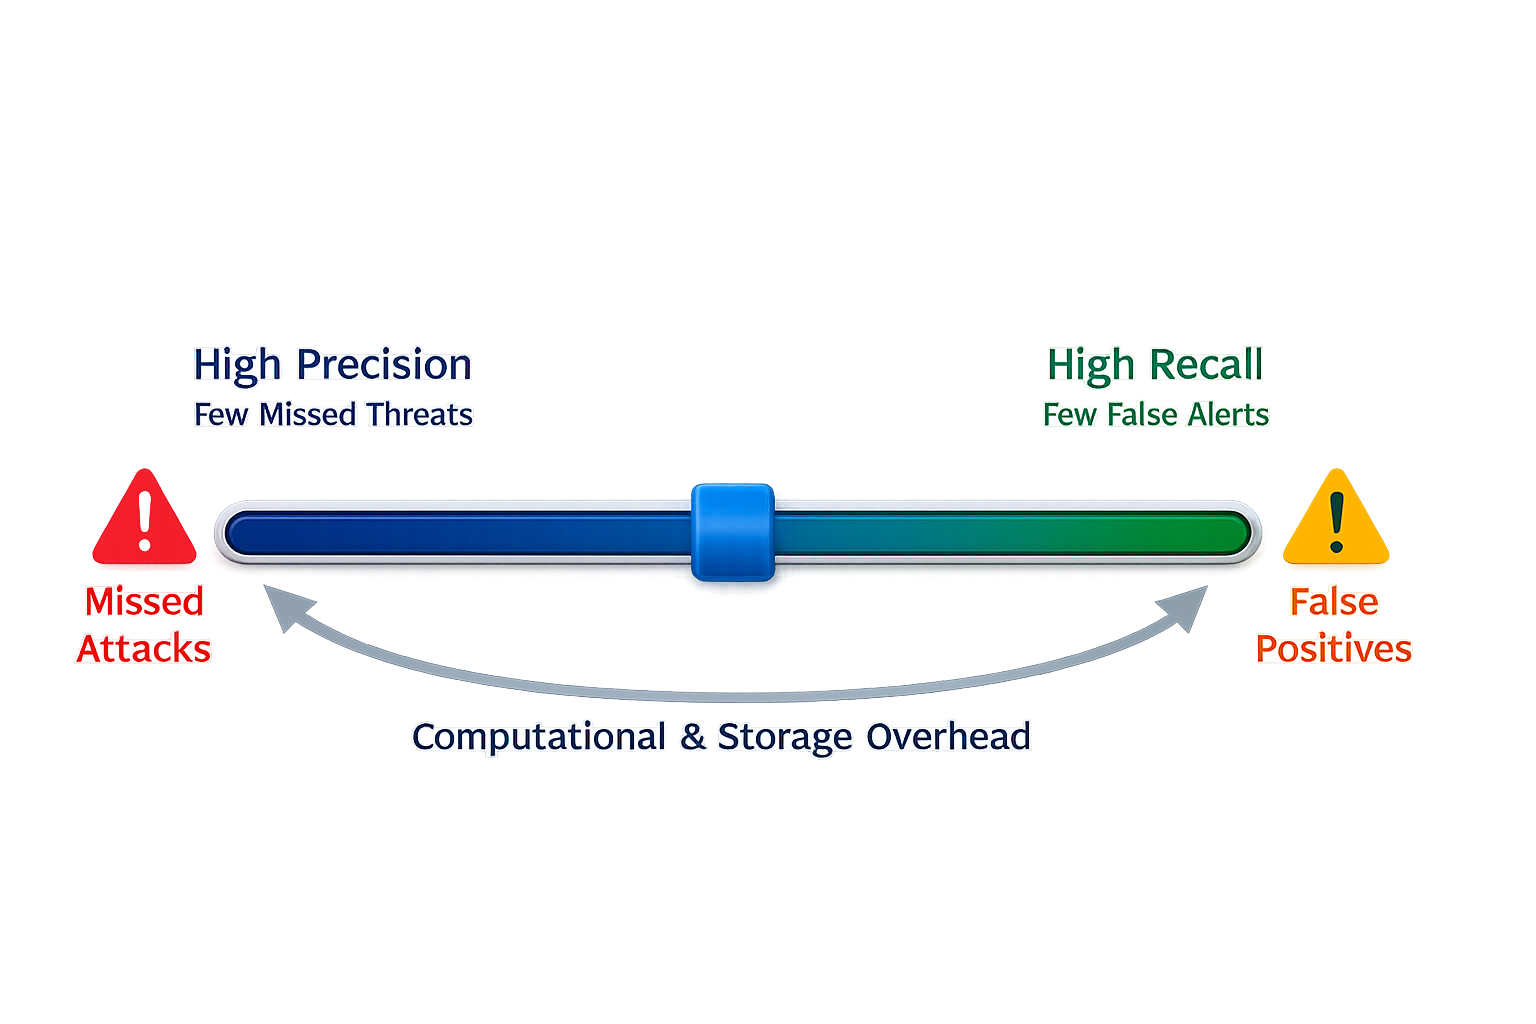 High Precision
Few Missed Threats
High Recall
Few False Alerts
Missed
Attacks
False
Positives
Computational & Storage Overhead